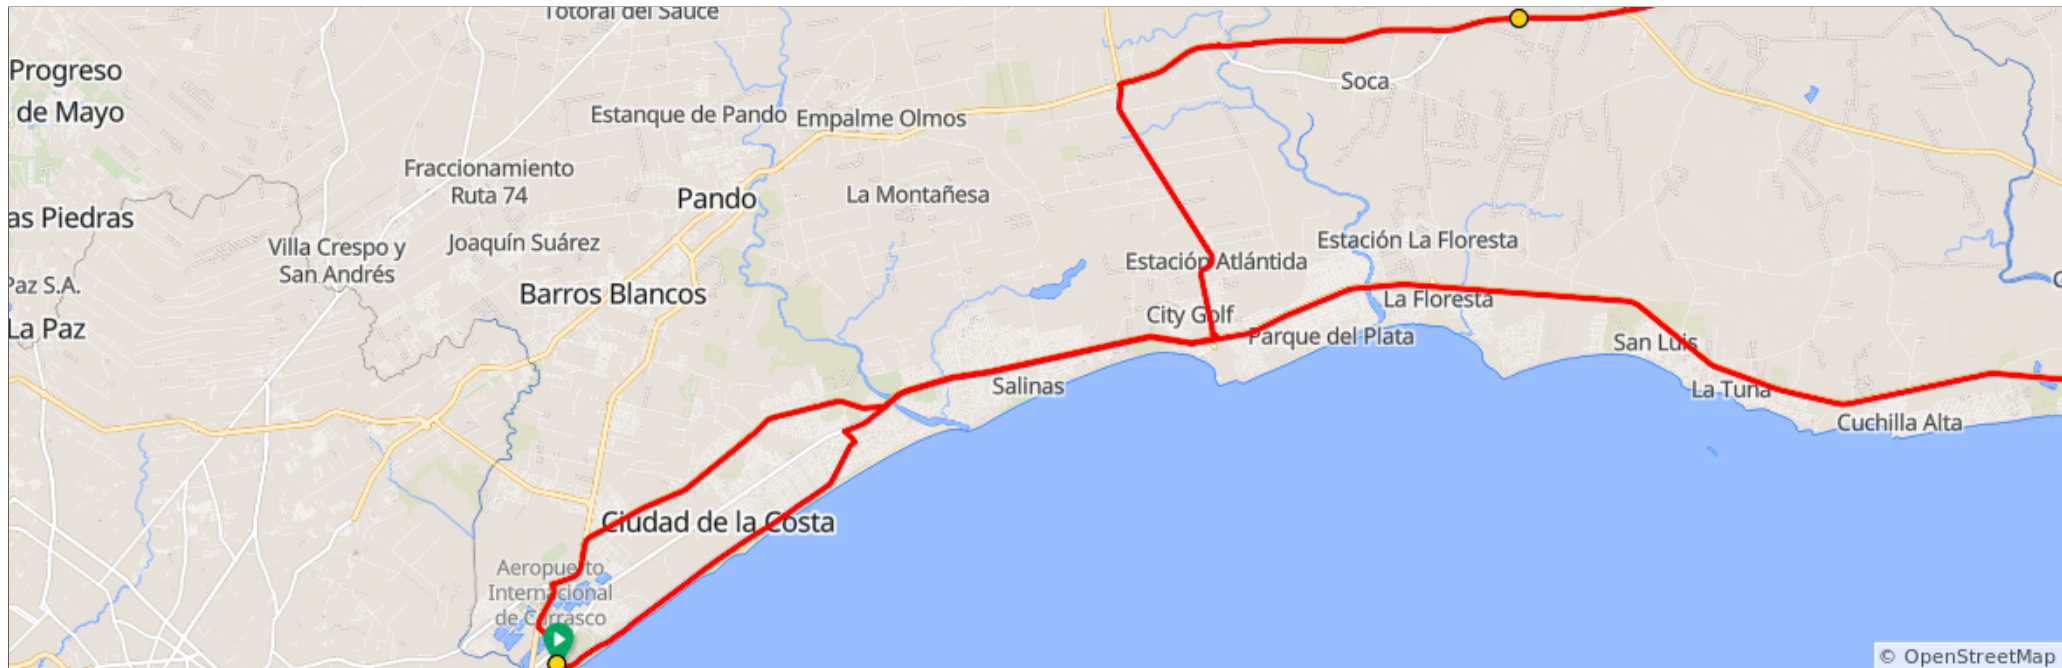 Totoral del Sauce
Progreso
de Mayo
Soca
Estanque de Pando
Empalme Olmos
Fraccionamiento
Ruta 74
La Montañesa
Pando
as Piedras
Villa Crespo y
San Andrés
Joaquín Suárez
Estación La Floresta
Estación Atlántida
Paz S.A.
Barros Blancos
La Floresta
City Golf
La Paz
Parque del Plata
San Luis
Salinas
La Tuna
Cuchilla Alta
Ciudad de la Costa
Aeropuerto
Internacional
de Carrasco
© OpenStreetMap